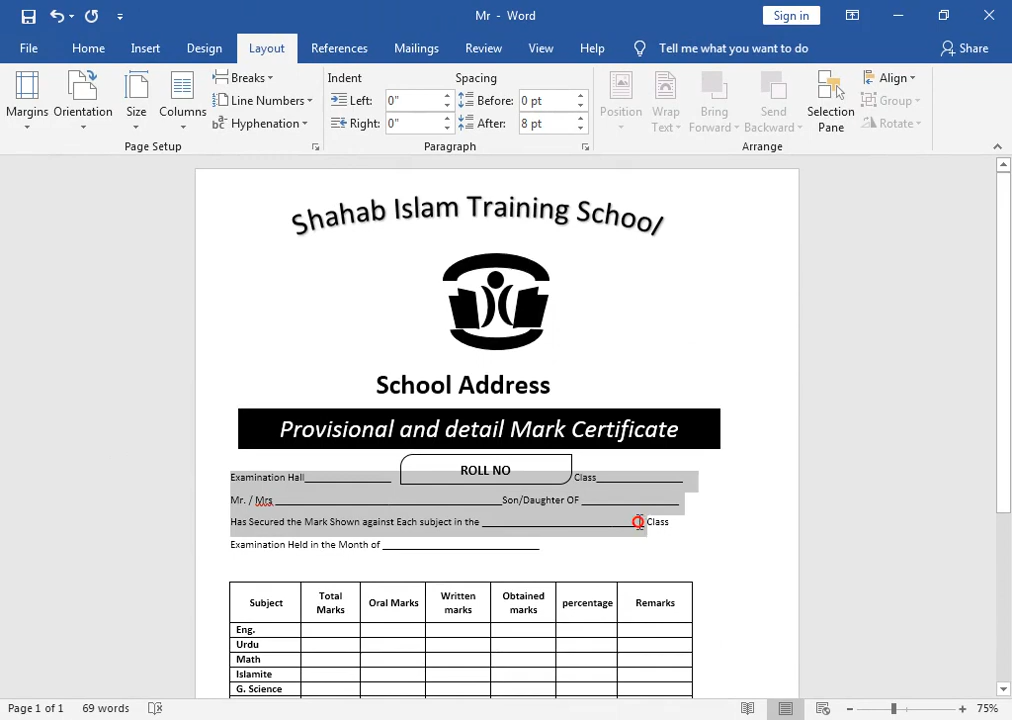 Mr - Word
Sign in
File Home Insert Design Layout References Mailings Review View Help Tell me what you want to do Share
Margins
Orientation
Size
Columns
Breaks
Line Numbers
Hyphenation
Page Setup
Indent
Left: 0"
Right: 0"
Spacing
Before: 0 pt
After: 8 pt
Paragraph
Position
Wrap Text
Bring Forward
Send Backward
Selection Pane
Align
Group
Rotate
Arrange
Shahab Islam Training School
School Address
Provisional and detail Mark Certificate
ROLL NO
Examination Hall__________________ Class__________________
Mr. / Mrs __________________Son/Daughter OF __________________
Has Secured the Mark Shown against Each subject in the __________________ Class
Examination Held in the Month of __________________
Subject Total Marks Oral Marks Written marks Obtained marks percentage Remarks
Eng.
Urdu
Math
Islamite
G. Science
Page 1 of 1 69 words 75%